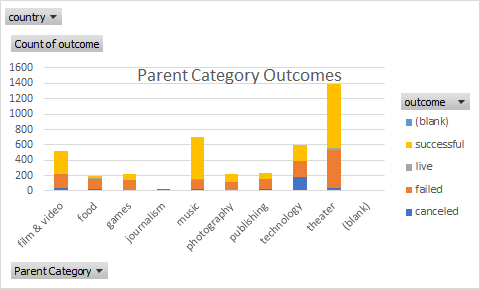 country
Count of outcome
Parent Category Outcomes
1600
1400
1200
1000
800
600
400
200
0
film & video
food
games
journalism
music
photography
publishing
technology
theater
(blank)
outcome
(blank)
successful
live
failed
canceled
Parent Category